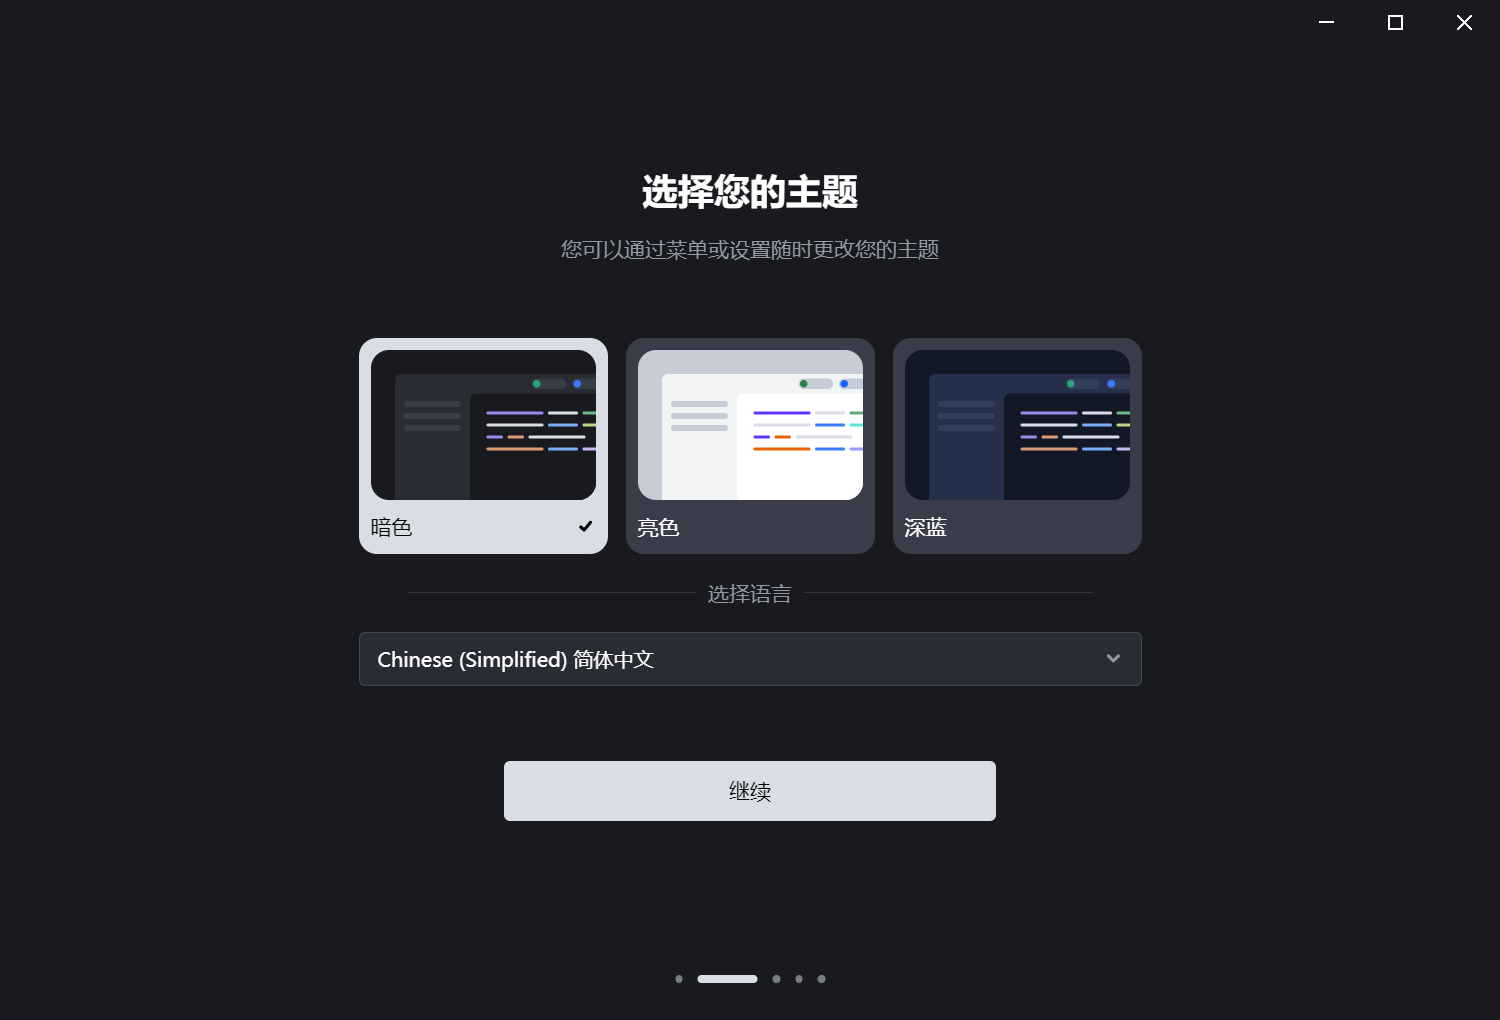 选择您的主题
您可以通过菜单或设置随时更改您的主题
暗色
亮色
深蓝
选择语言
Chinese (Simplified) 简体中文
继续